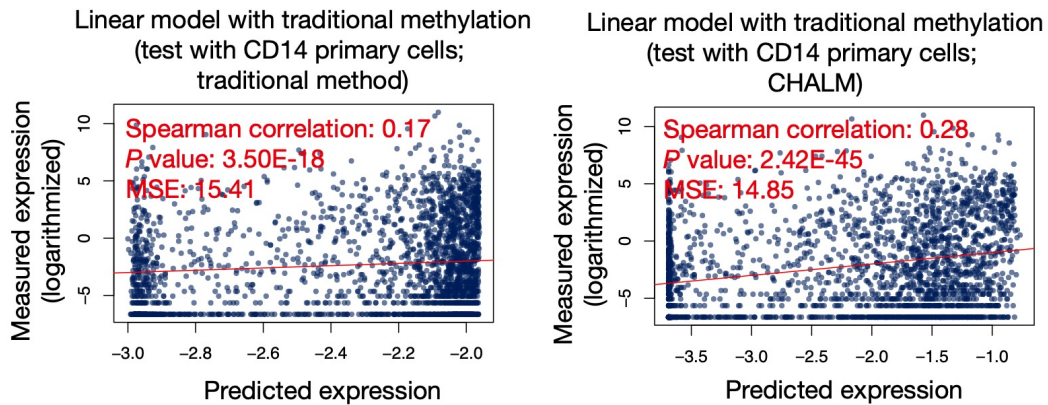 Linear model with traditional methylation
(test with CD14 primary cells;
traditional method)
Measured expression
(logarithmized)
10
5
0
−5
Spearman correlation: 0.17
P value: 3.50E-18
MSE: 15.41
−3.0 −2.8 −2.6 −2.4 −2.2 −2.0
Predicted expression
Linear model with traditional methylation
(test with CD14 primary cells;
CHALM)
Measured expression
(logarithmized)
10
5
0
−5
Spearman correlation: 0.28
P value: 2.42E-45
MSE: 14.85
−3.5 −3.0 −2.5 −2.0 −1.5 −1.0
Predicted expression